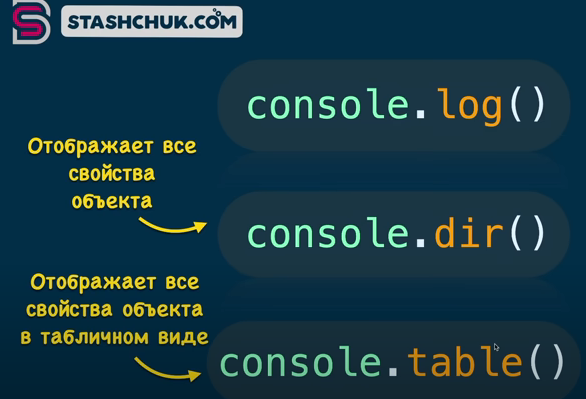 STASHCHUK.COM
console.log()
Отображает все
свойства
объекта
console.dir()
Отображает все
свойства объекта
в табличном виде
console.table()